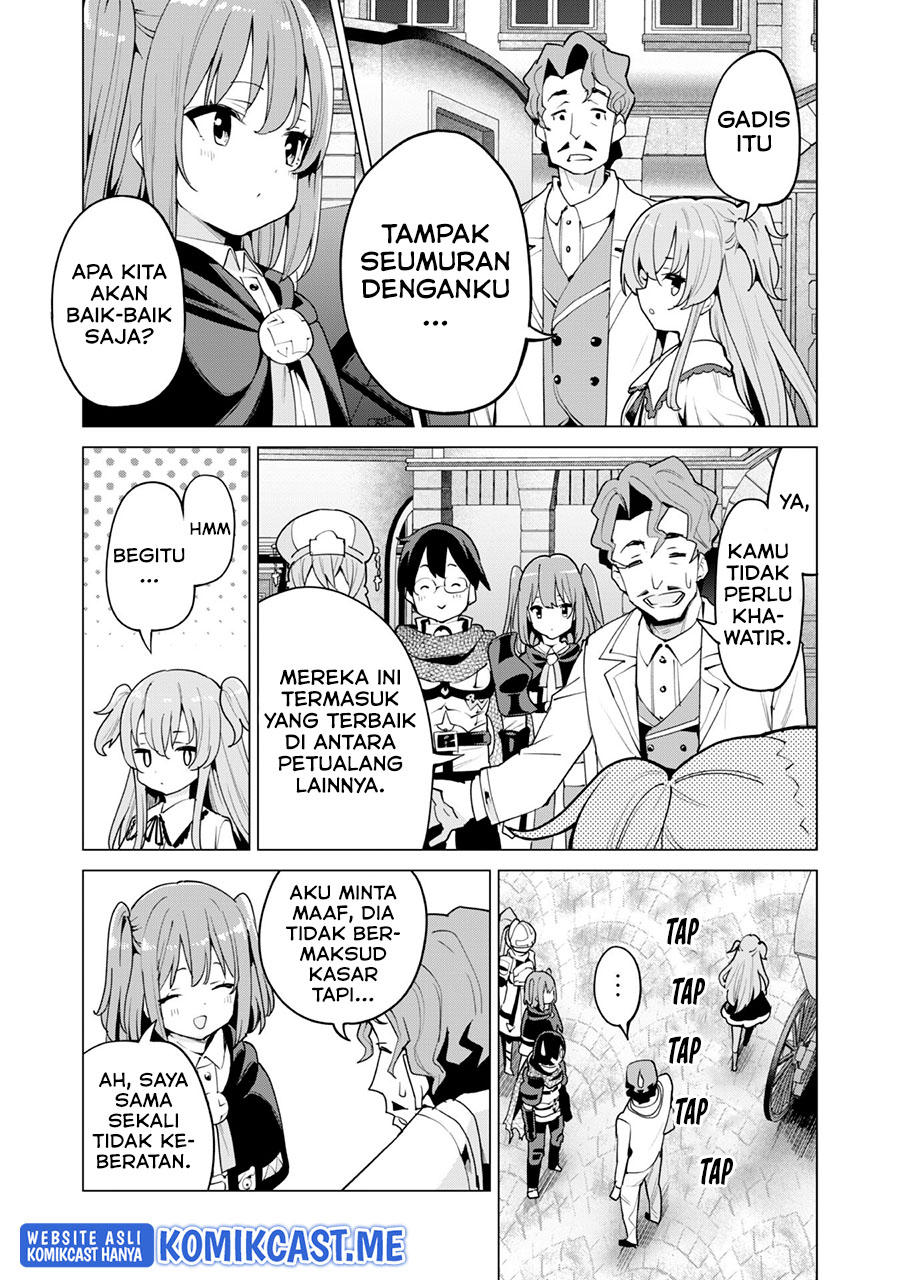 GADIS
ITU
TAMPAK
SEUMURAN
DENGANKU
...
APA KITA
AKAN
BAIK-BAIK
SAJA?
YA,
KAMU
TIDAK
PERLU
KHA-
WATIR.
MEREKA INI
TERMASUK
YANG TERBAIK
DI ANTARA
PETUALANG
LAINNYA.
HMM
BEGITU
...
TAP
TAP
TAP
TAP
TAP
...
AKU MINTA
MAAF, DIA
TIDAK BER-
MAKSUD
KASAR
TAPI...
AH, SAYA
SAMA
SEKALI
TIDAK KE-
BERATAN.
WEBSITE ASLI
KOMIKCAST HANYA
KOMIKCAST.ME